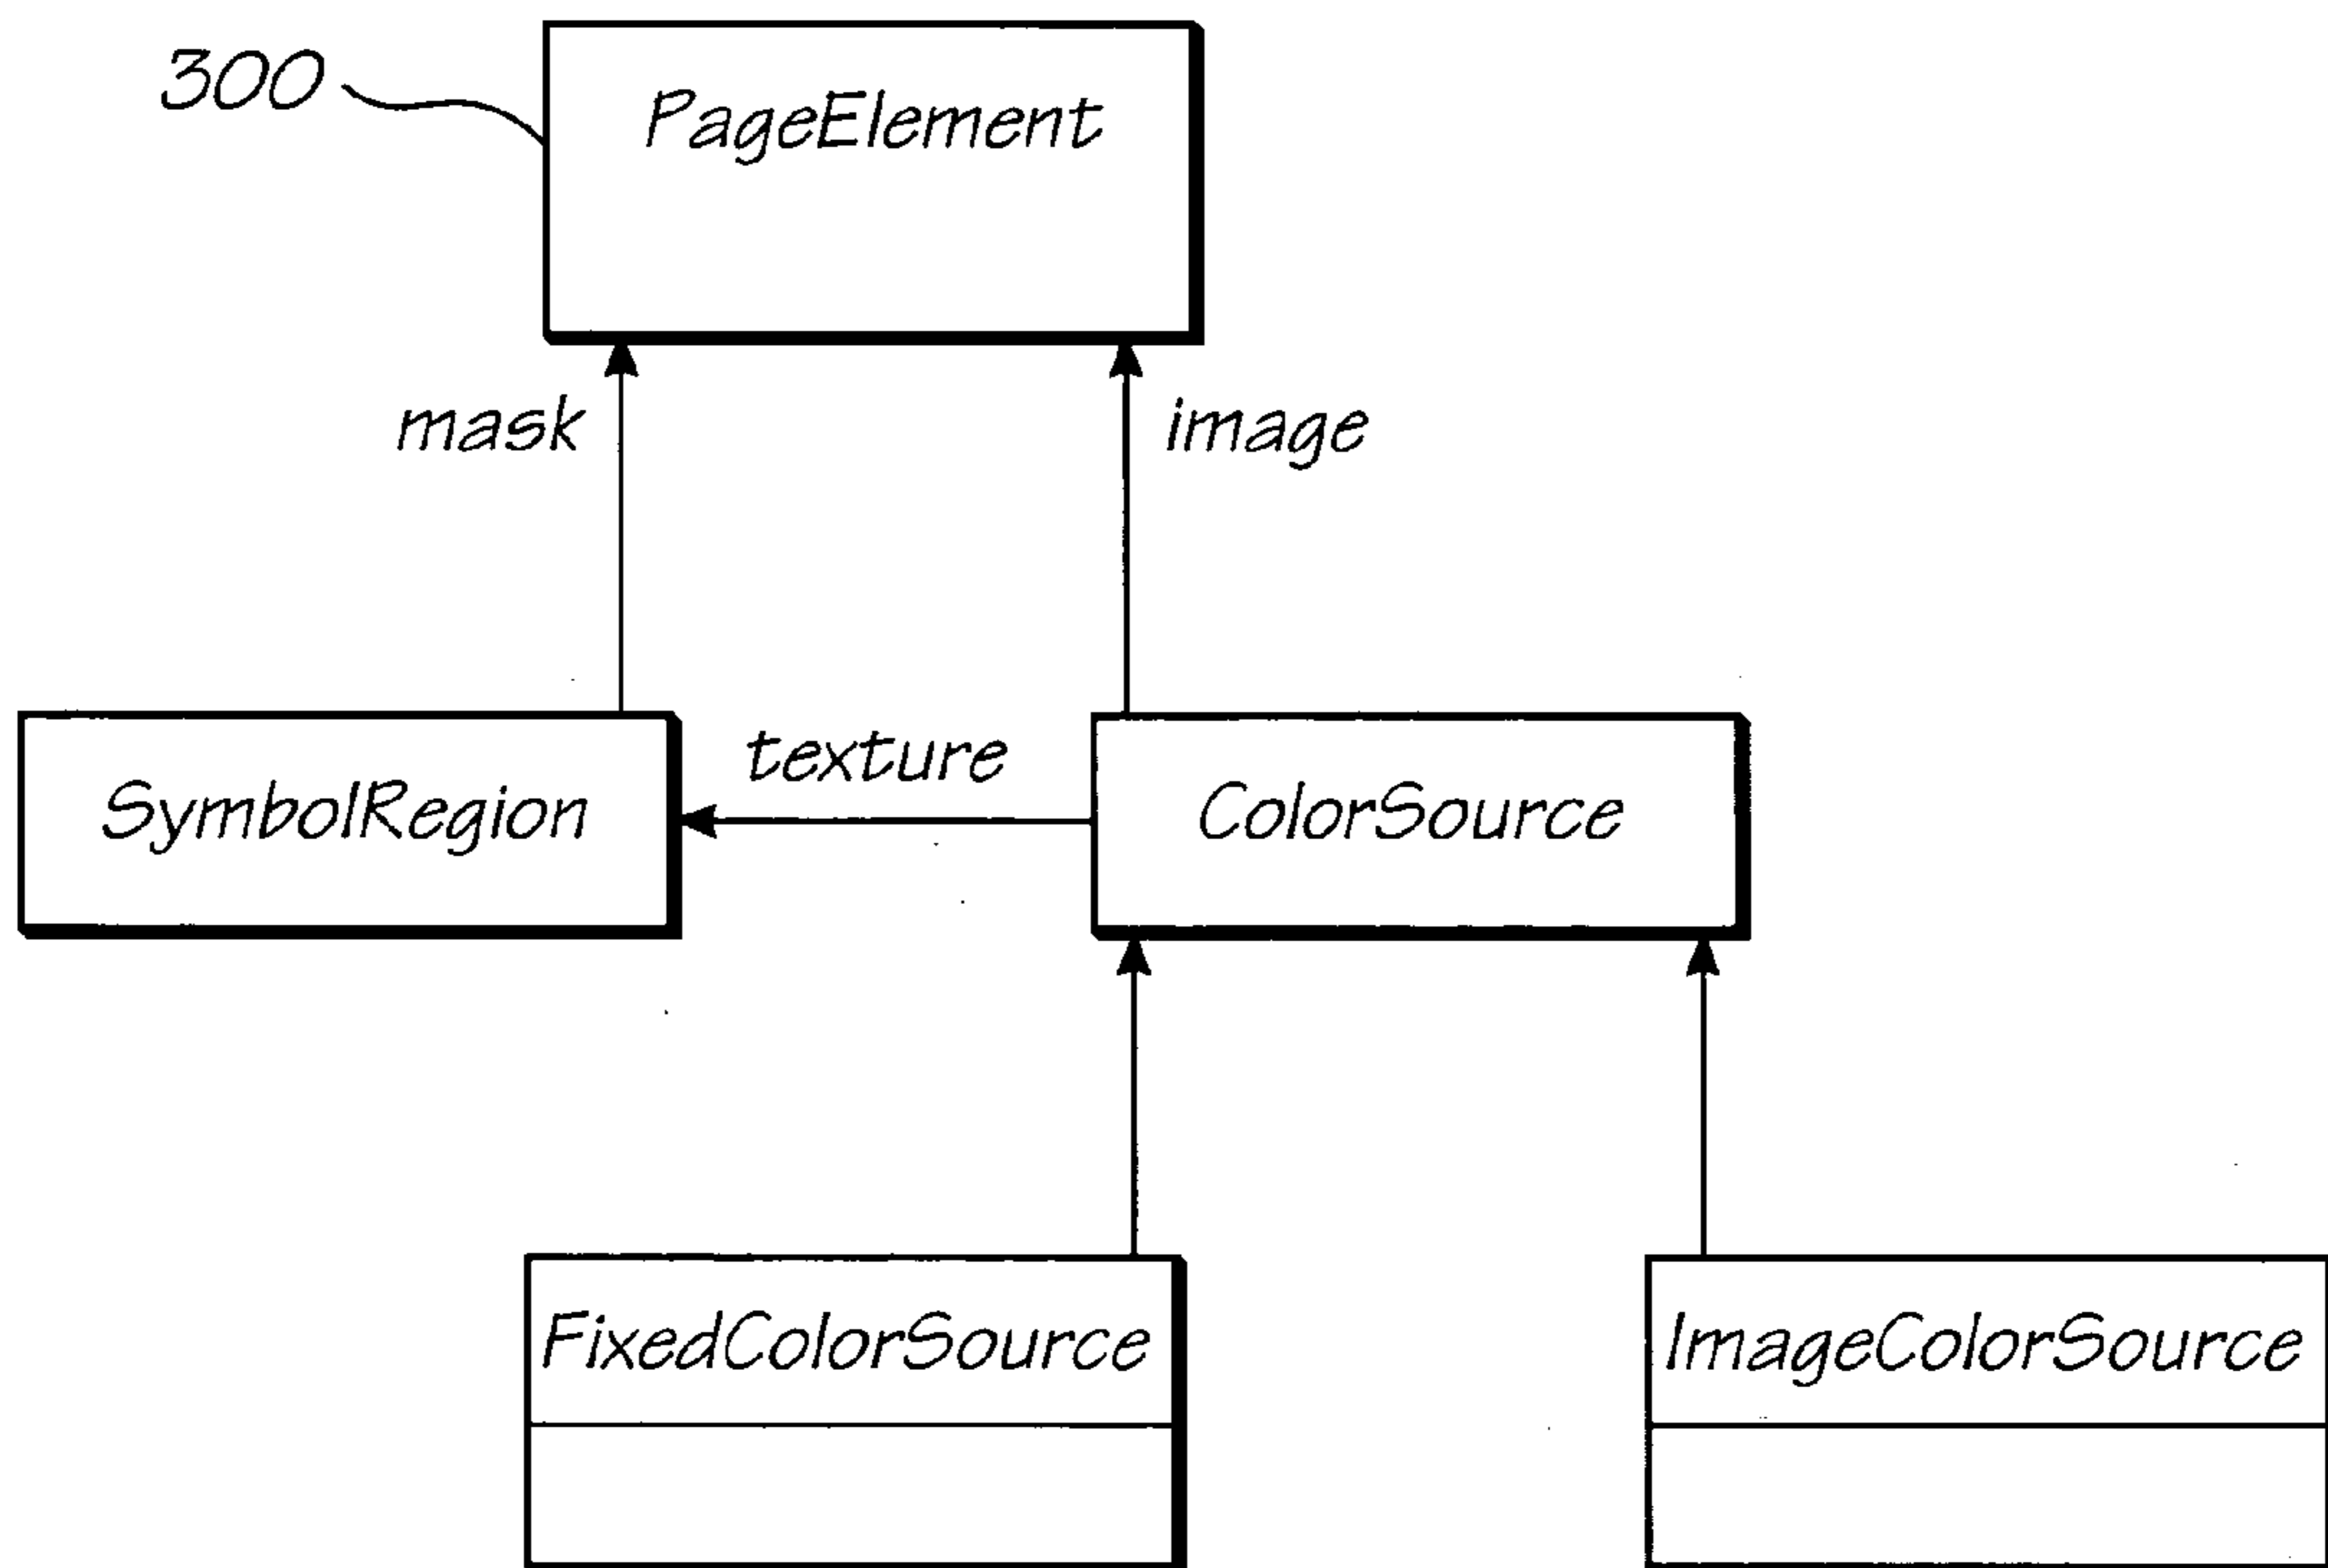 300
PageElement
mask
image
texture
SymbolRegion
ColorSource
FixedColorSource
ImageColorSource